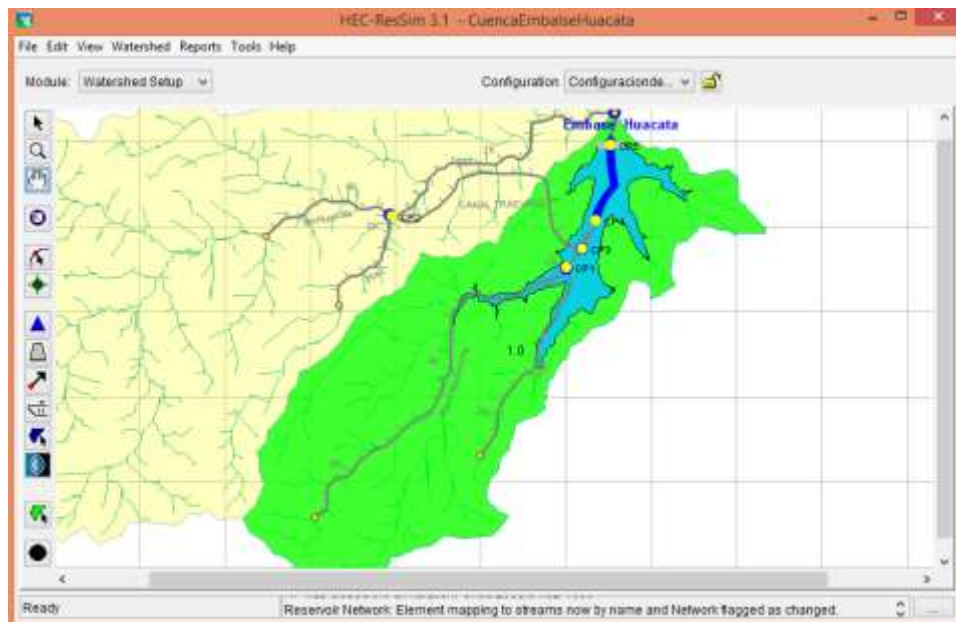 HEC-ResSim 3.1 - CuencaEmbalseHuacata
File Edit View Watershed Reports Tools Help
Module: Watershed Setup
Configuration Configuracionde...
Embalse Huacata
CP5
CANAL TRASVASE
CP4
CP3
CP1
1.0
Ready
Reservoir Network: Element mapping to streams now by name and Network flagged as changed.
...